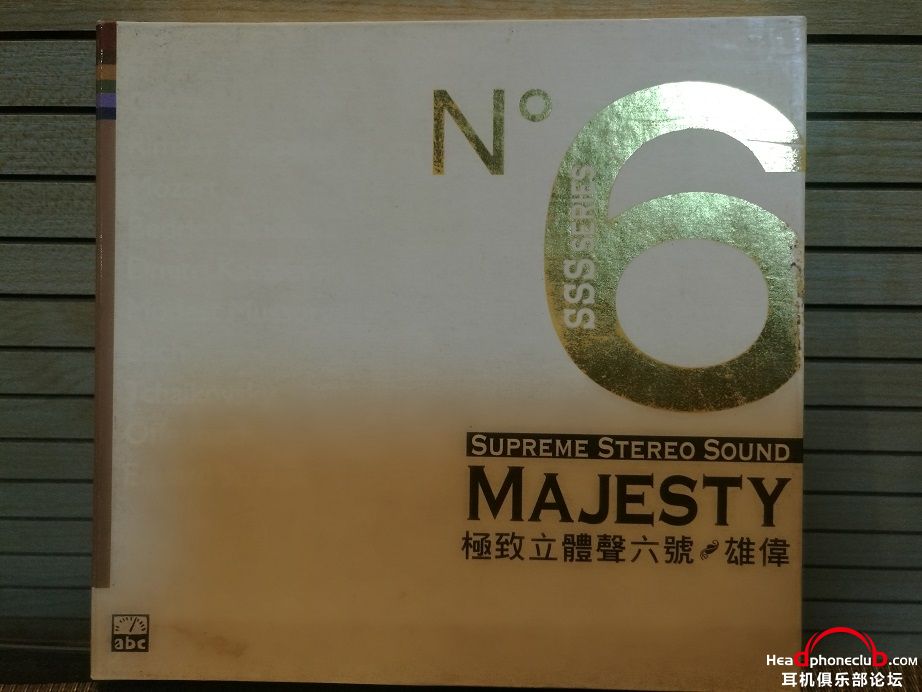 N° 6
SSS SERIES
Tchaikovsky
SUPREME STEREO SOUND
MAJESTY
極致立體聲六號 雄偉
abc
Headphoneclub.com
耳机俱乐部论坛